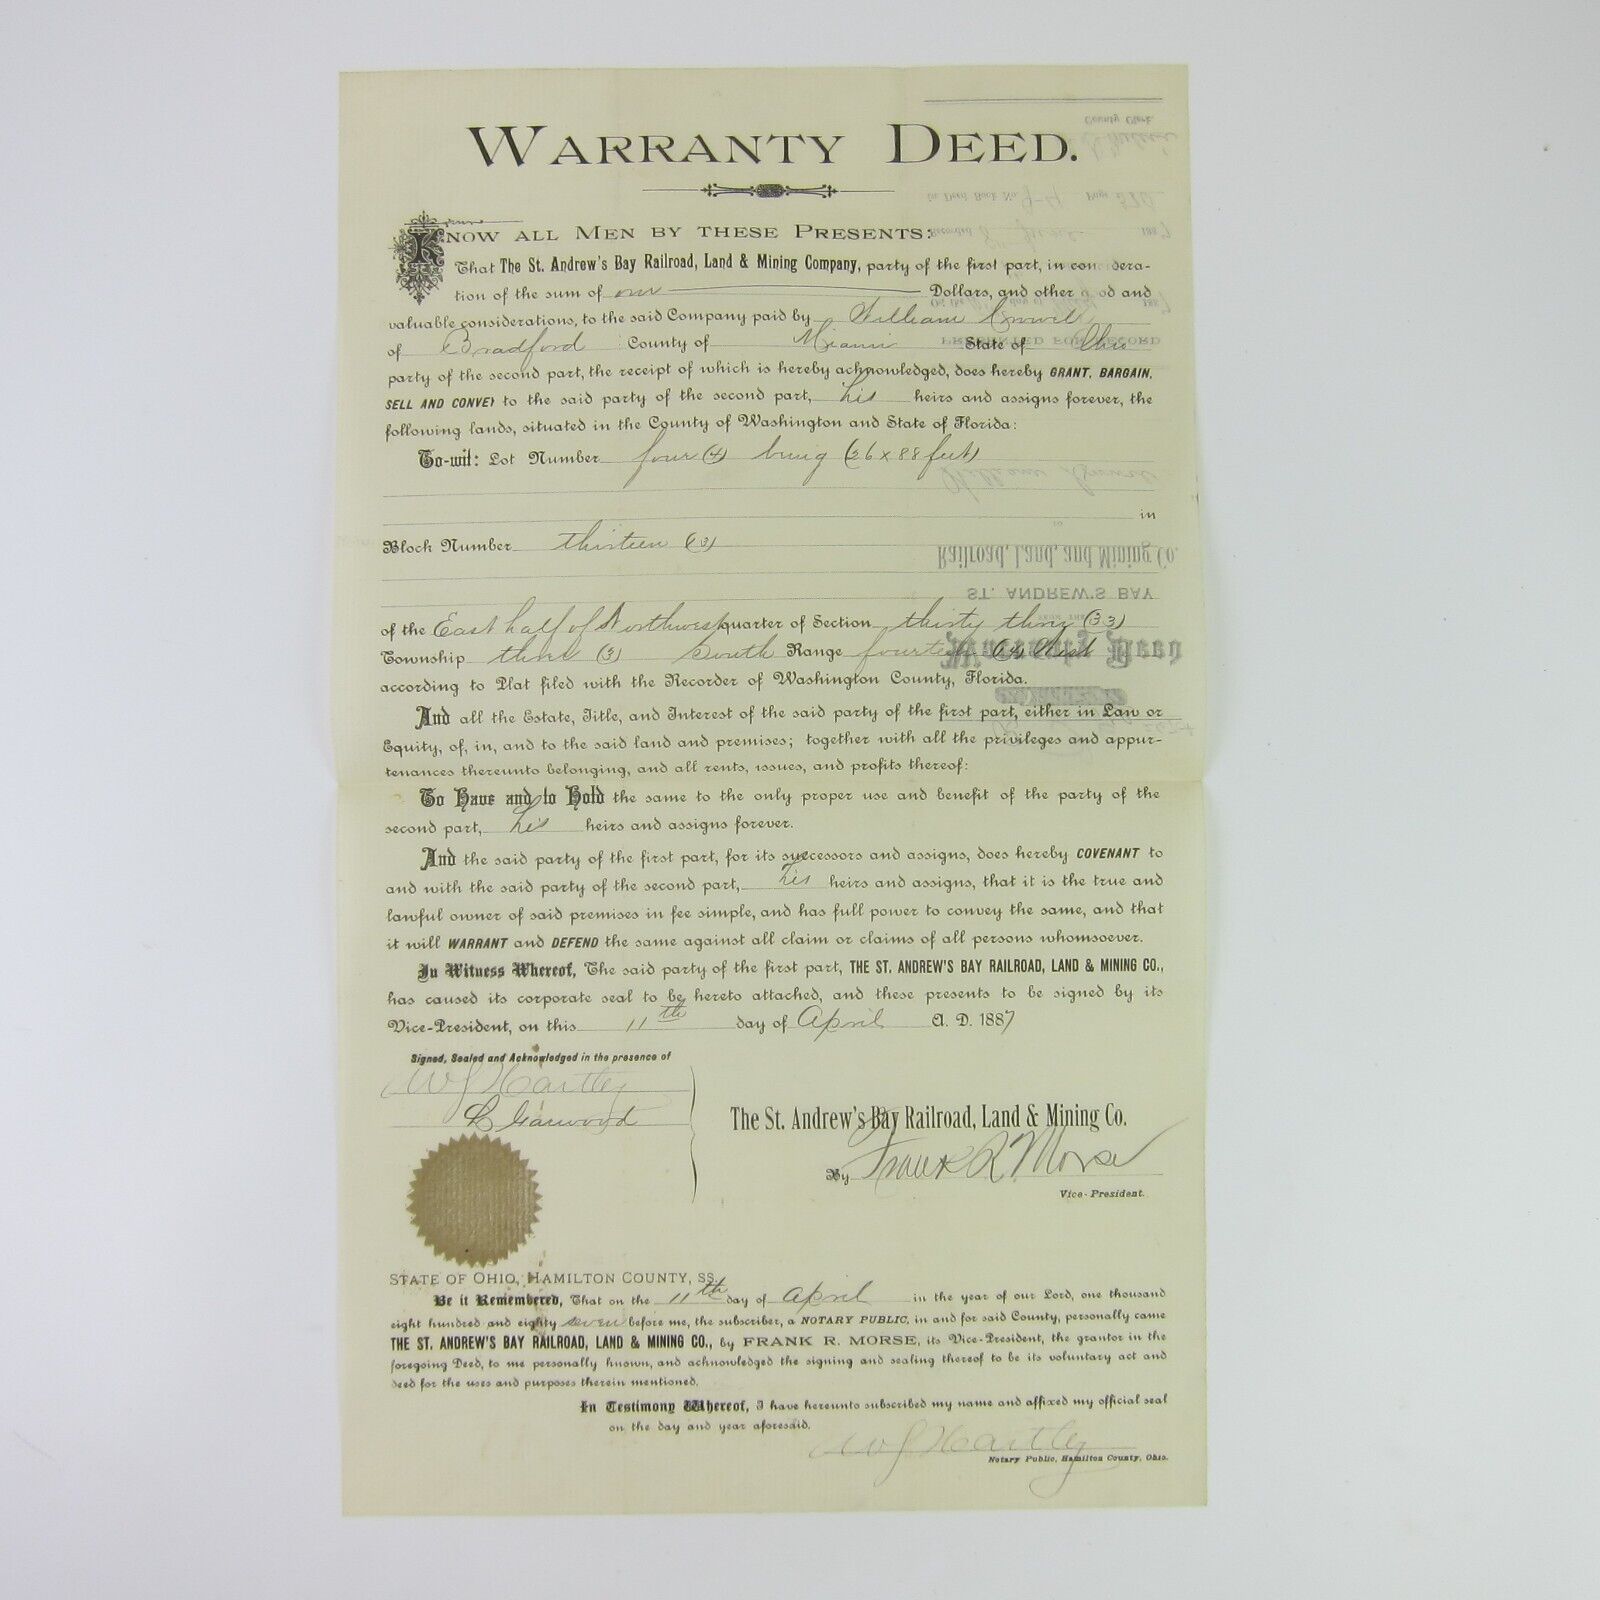 WARRANTY DEED.
KNOW ALL MEN BY THESE PRESENTS:
That The St. Andrew's Bay Railroad, Land & Mining Company, party of the first part, in considera-
tion of the sum of one Dollars, and other good and
valuable considerations, to the said Company paid by William
of Bradford County of Miami State of Ohio
party of the second part, the receipt of which is hereby acknowledged, does hereby GRANT, BARGAIN,
SELL AND CONVEY to the said party of the second part, his heirs and assigns forever, the
following lands, situated in the County of Washington and State of Florida:
To-wit: Lot Number four (4) being (26 x 88 feet)
in
Block Number thirteen (13)
of the East half of Northwest quarter of Section thirty three (33)
Township three (3) South Range fourteen (14) West
according to Plat filed with the Recorder of Washington County, Florida.
And all the Estate, Title, and Interest of the said party of the first part, either in Law or
Equity, of, in, and to the said land and premises; together with all the privileges and appur-
tenances thereunto belonging, and all rents, issues, and profits thereof:
To Have and to Hold the same to the only proper use and benefit of the party of the
second part, his heirs and assigns forever.
And the said party of the first part, for its successors and assigns, does hereby COVENANT to
and with the said party of the second part, his heirs and assigns, that it is the true and
lawful owner of said premises in fee simple, and has full power to convey the same, and that
it will WARRANT and DEFEND the same against all claim or claims of all persons whomsoever.
In Witness Whereof, The said party of the first part, THE ST. ANDREW'S BAY RAILROAD, LAND & MINING CO.,
has caused its corporate seal to be hereto attached, and these presents to be signed by its
Vice-President, on this 11th day of April A. D. 1887
Signed, Sealed and Acknowledged in the presence of
W J Hartley
L Garwood
The St. Andrew's Bay Railroad, Land & Mining Co.
By Frank R Morse
Vice-President.
STATE OF OHIO, HAMILTON COUNTY, SS.
Be it Remembered, That on the 11th day of April in the year of our Lord, one thousand
eight hundred and eighty seven before me, the subscriber, a NOTARY PUBLIC, in and for said County, personally came
THE ST. ANDREW'S BAY RAILROAD, LAND & MINING CO., by FRANK R. MORSE, its Vice-President, the grantor in the
foregoing Deed, to me personally known, and acknowledged the signing and sealing thereof to be its voluntary act and
deed for the uses and purposes therein mentioned.
In Testimony Whereof, I have hereunto subscribed my name and affixed my official seal
on the day and year aforesaid.
W J Hartley
Notary Public, Hamilton County, Ohio.